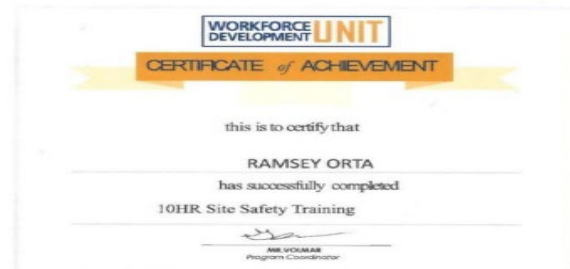 WORKFORCE
DEVELOPMENT UNIT
CERTIFICATE of ACHIEVEMENT
this is to certify that
RAMSEY ORTA
has successfully completed
10HR Site Safety Training
MR.VOLMAR
Program Coordinator